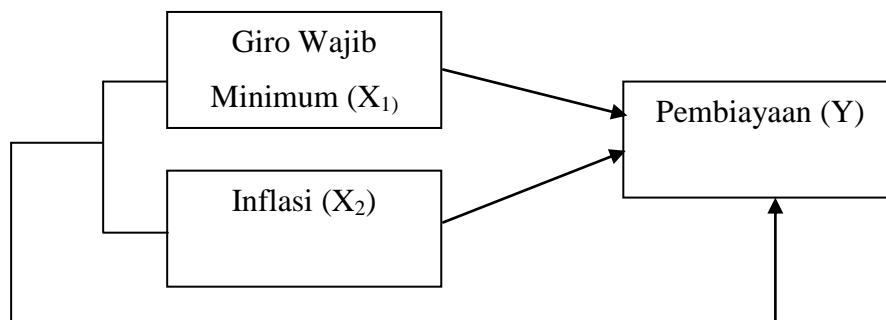 Giro Wajib
Minimum (X₁₎
Pembiayaan (Y)
Inflasi (X₂)